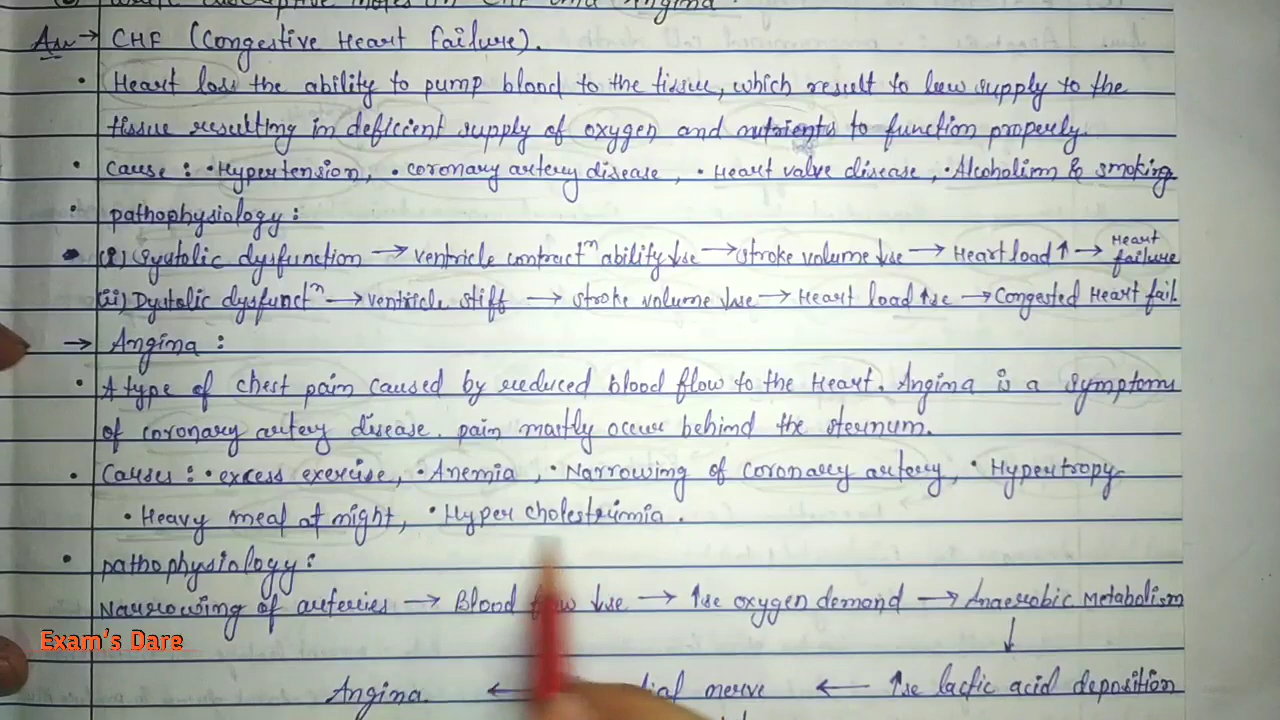 CHF and Angina.
Ans → CHF (Congestive Heart Failure).
• Heart loss the ability to pump blood to the tissue, which result to low supply to the
tissue resulting in deficient supply of oxygen and nutrients to function properly.
• Cause : • Hypertension, • coronary artery disease, • Heart valve disease, • Alcoholism & smoking
• pathophysiology :
(i) Systolic dysfunction → ventricle contractⁿ ability ↓se → stroke volume ↓se → Heart load ↑ → Heart failure
(ii) Dystolic dysfunctⁿ → ventricle stiff → stroke volume ↓se → Heart load ↑se → Congested Heart fail
→ Angina :
• A type of chest pain caused by reduced blood flow to the Heart. Angina is a symptoms
of coronary artery disease. pain mostly occur behind the sternum.
• Causes : • excess exercise, • Anemia, • Narrowing of coronary artery, • Hypertropy
• Heavy meal at night, • Hyper cholestrimia.
• pathophysiology :
Narrowing of arteries → Blood flow ↓se → ↑se oxygen demand → Anaerobic Metabolism
↓
Exam's Dare
Angina ← nerve ← ↑se lactic acid deposition